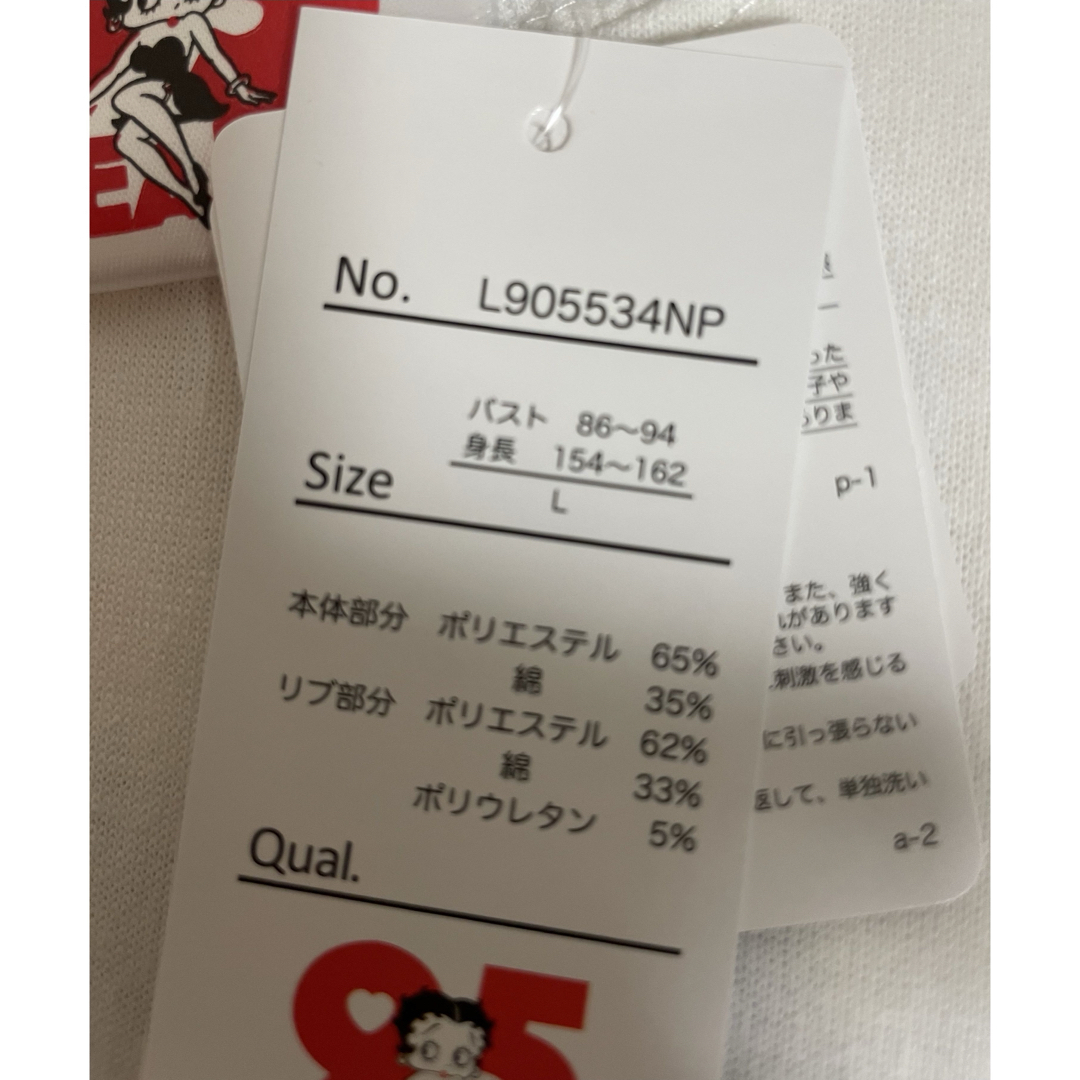 No. L905534NP
バスト 86〜94
身長 154〜162
Size
L
本体部分 ポリエステル 65%
綿 35%
リブ部分 ポリエステル 62%
綿 33%
ポリウレタン 5%
Qual.
95
った
子や
りま
p-1
また、強く
があります
さい。
刺激を感じる
に引っ張らない
返して、単独洗い
a-2